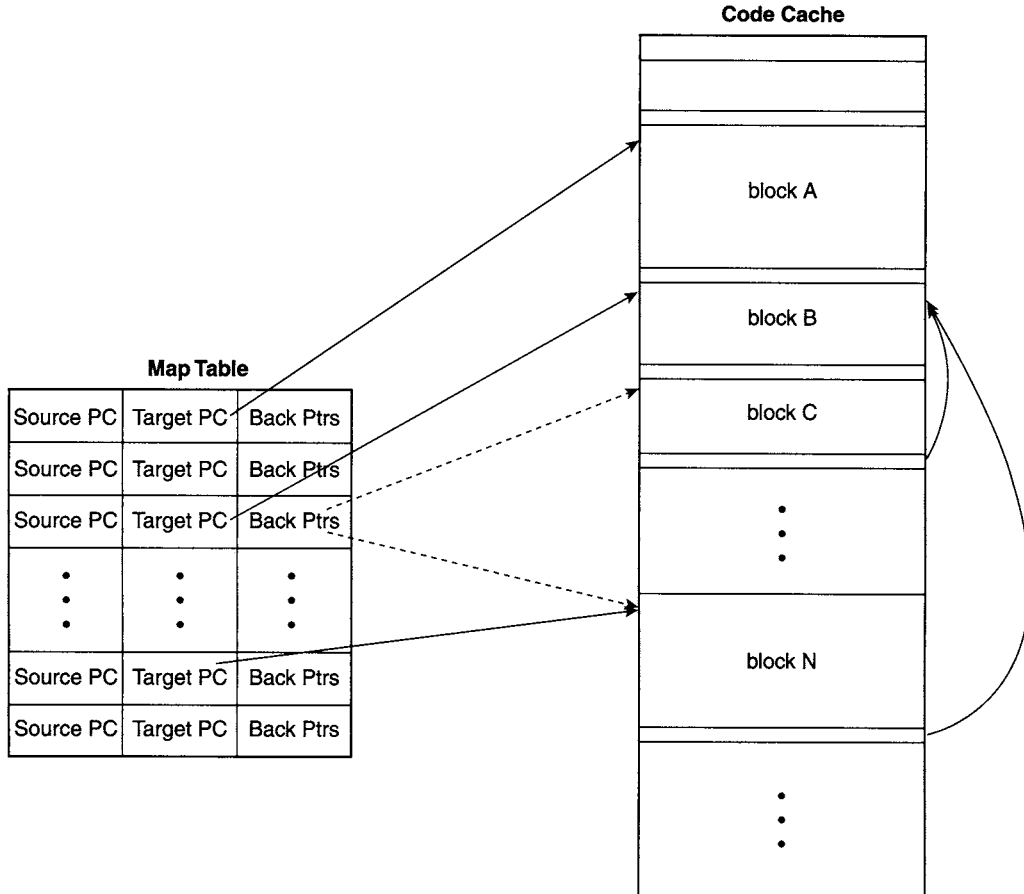 Code Cache
block A
block B
Map Table
Source PC Target PC Back Ptrs
block C
Source PC Target PC Back Ptrs
Source PC Target PC Back Ptrs
block N
Source PC Target PC Back Ptrs
Source PC Target PC Back Ptrs